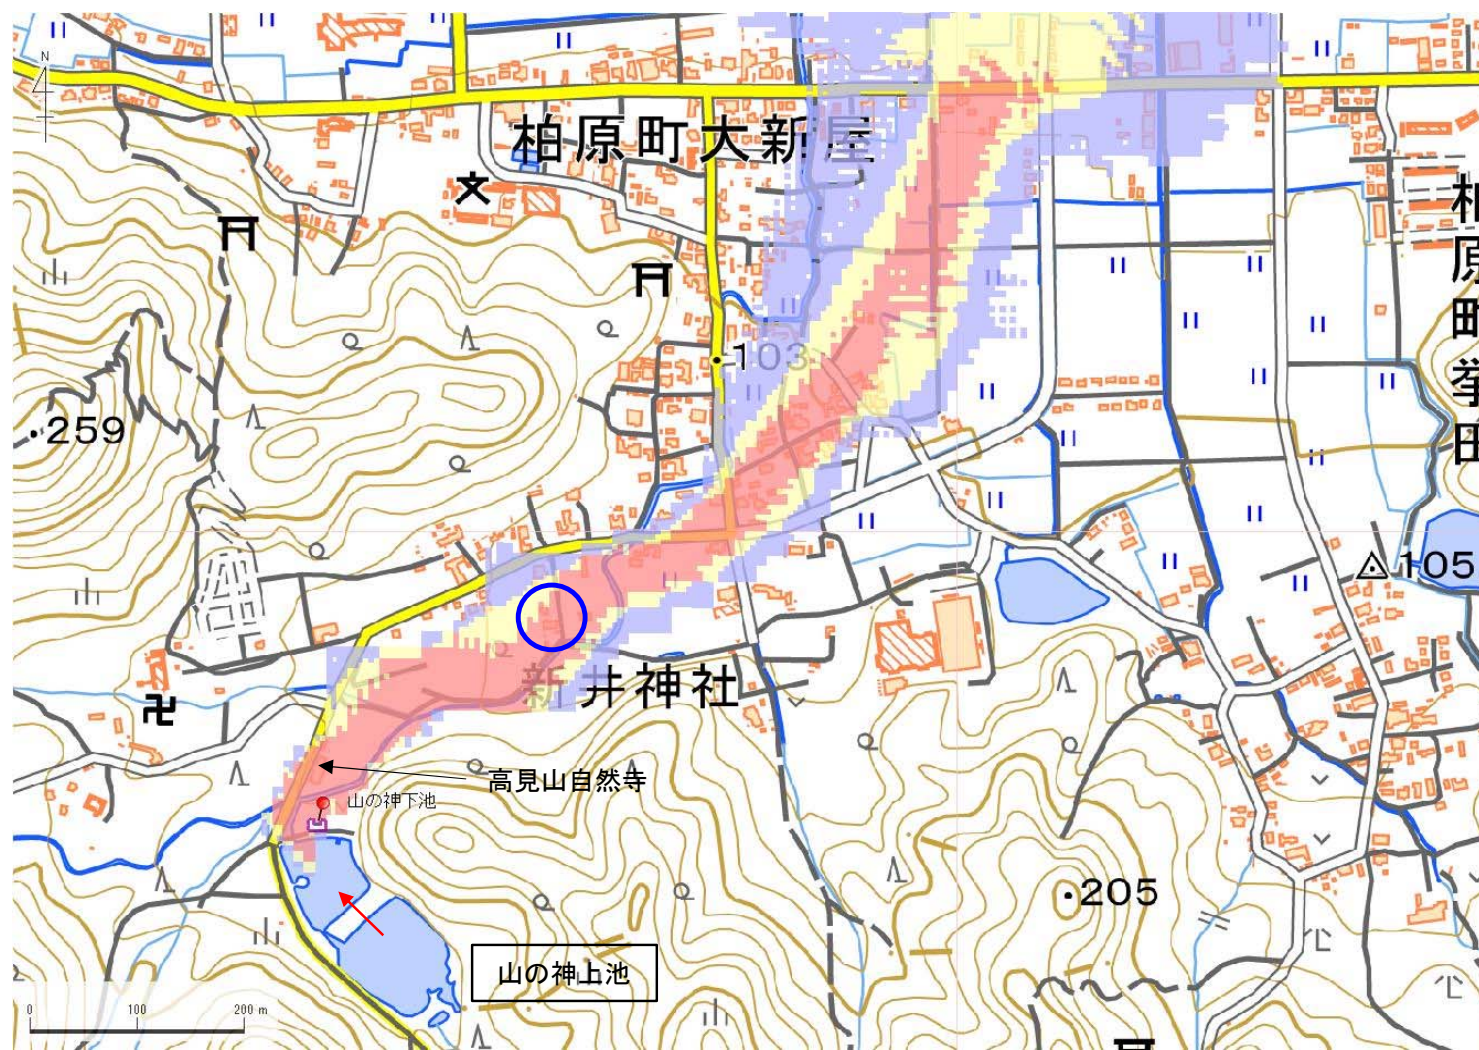 N
柏原町大新屋
柏原町挙田
103
259
105
新井神社
高見山自然寺
山の神下池
205
山の神上池
0 100 200 m